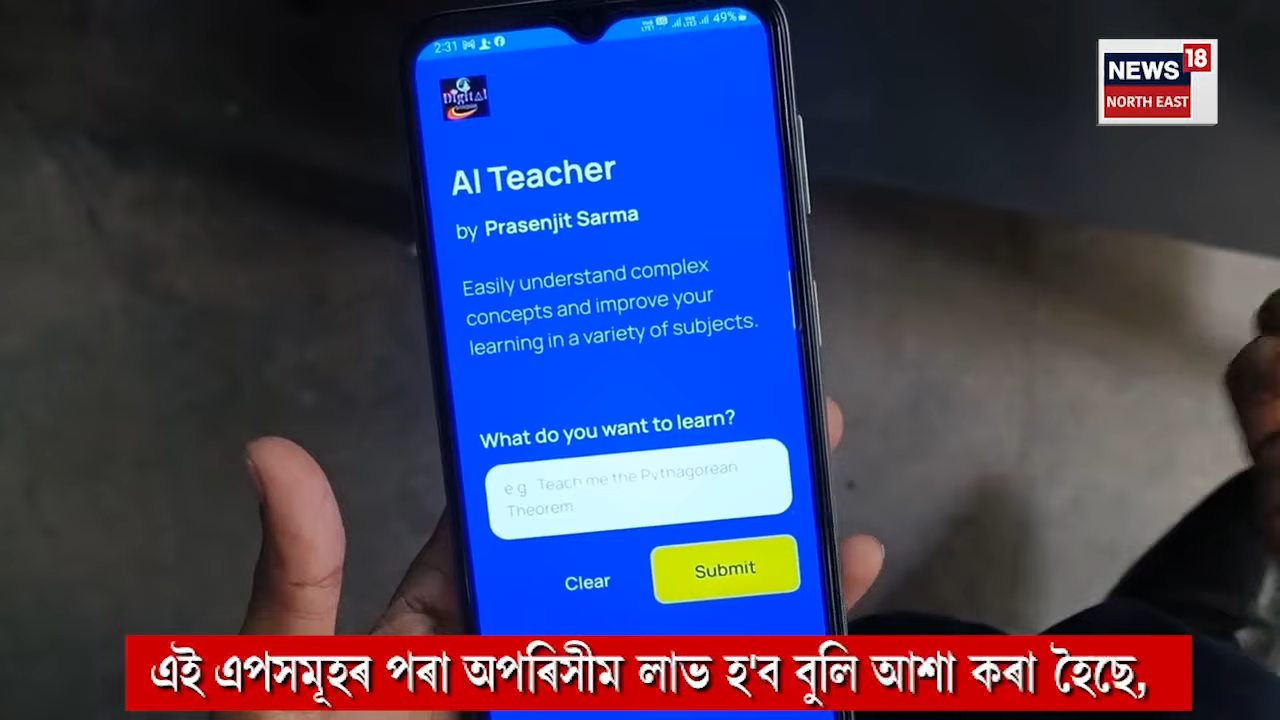 2:31
49%
NEWS 18
NORTH EAST
Digital
AI Teacher
by Prasenjit Sarma
Easily understand complex
concepts and improve your
learning in a variety of subjects.
What do you want to learn?
e.g. Teach me the Pythagorean
Theorem
Clear
Submit
এই এপসমূহৰ পৰা অপৰিসীম লাভ হ'ব বুলি আশা কৰা হৈছে,